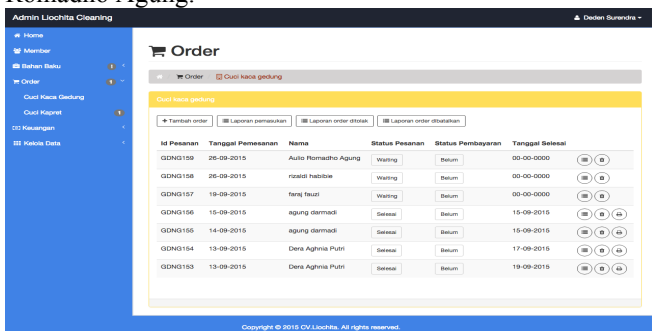 Romadho Agung.
Admin Liochita Cleaning
Deden Surendra
Home
Member
Bahan Baku
Order
Cuci Kaca Gedung
Cuci Kapret
Keuangan
Kelola Data
Order
Order Cuci kaca gedung
Cuci kaca gedung
+ Tambah order Laporan pemasukan Laporan order ditolak Laporan order dibatalkan
Id Pesanan Tanggal Pemesanan Nama Status Pesanan Status Pembayaran Tanggal Selesai
GDNG159 26-09-2015 Aulio Romadho Agung Waiting Belum 00-00-0000
GDNG158 26-09-2015 rizaldi habibie Waiting Belum 00-00-0000
GDNG157 19-09-2015 faraj fauzi Waiting Belum 00-00-0000
GDNG156 15-09-2015 agung darmadi Selesai Belum 15-09-2015
GDNG155 14-09-2015 agung darmadi Selesai Belum 15-09-2015
GDNG154 13-09-2015 Dera Aghnia Putri Selesai Belum 17-09-2015
GDNG153 13-09-2015 Dera Aghnia Putri Selesai Belum 19-09-2015
Copyright © 2015 CV.Liochita. All rights reserved.